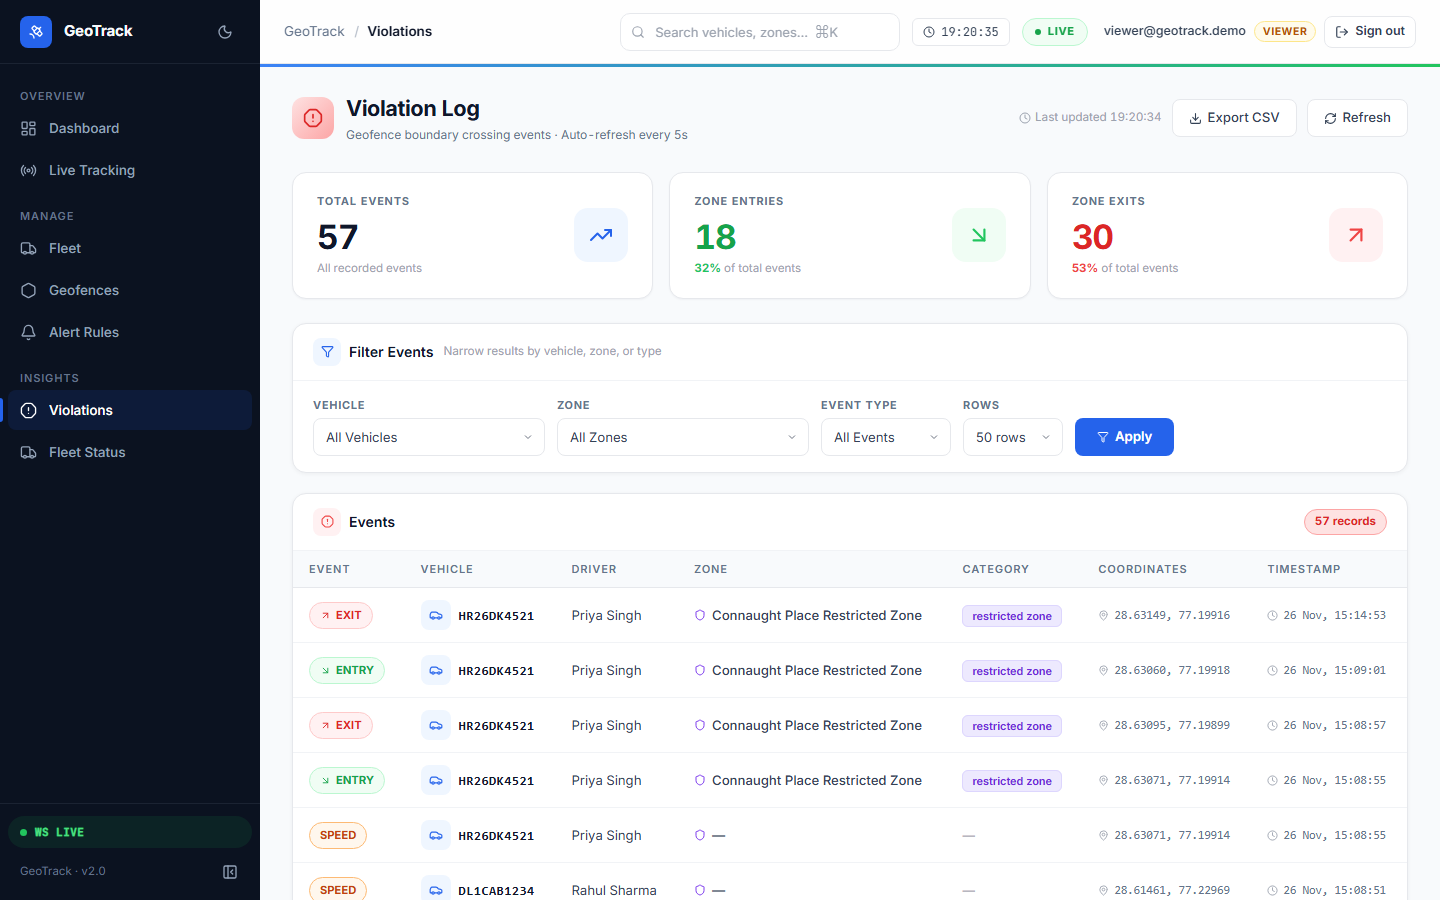 GeoTrack
OVERVIEW
Dashboard
Live Tracking
MANAGE
Fleet
Geofences
Alert Rules
INSIGHTS
Violations
Fleet Status
WS LIVE
GeoTrack · v2.0
GeoTrack / Violations
Search vehicles, zones... ⌘K
19:20:35
LIVE
viewer@geotrack.demo
VIEWER
Sign out
Violation Log
Geofence boundary crossing events · Auto-refresh every 5s
Last updated 19:20:34
Export CSV
Refresh
TOTAL EVENTS
57
All recorded events
ZONE ENTRIES
18
32% of total events
ZONE EXITS
30
53% of total events
Filter Events Narrow results by vehicle, zone, or type
VEHICLE ZONE EVENT TYPE ROWS
All Vehicles All Zones All Events 50 rows Apply
Events 57 records
EVENT VEHICLE DRIVER ZONE CATEGORY COORDINATES TIMESTAMP
EXIT HR26DK4521 Priya Singh Connaught Place Restricted Zone restricted zone 28.63149, 77.19916 26 Nov, 15:14:53
ENTRY HR26DK4521 Priya Singh Connaught Place Restricted Zone restricted zone 28.63060, 77.19918 26 Nov, 15:09:01
EXIT HR26DK4521 Priya Singh Connaught Place Restricted Zone restricted zone 28.63095, 77.19899 26 Nov, 15:08:57
ENTRY HR26DK4521 Priya Singh Connaught Place Restricted Zone restricted zone 28.63071, 77.19914 26 Nov, 15:08:55
SPEED HR26DK4521 Priya Singh — — 28.63071, 77.19914 26 Nov, 15:08:55
SPEED DL1CAB1234 Rahul Sharma — — 28.61461, 77.22969 26 Nov, 15:08:51